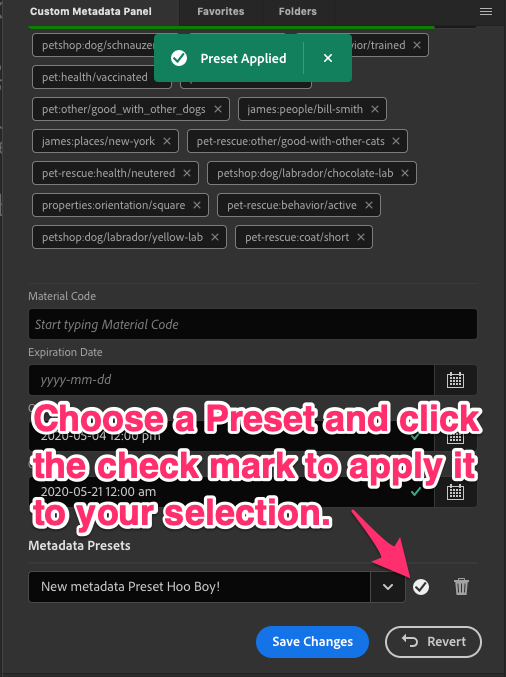 Custom Metadata Panel Favorites Folders
petshop:dog/schnauze
Preset Applied
vior/trained
pet:health/vaccinated
pet:other/good_with_other_dogs james:people/bill-smith
james:places/new-york pet-rescue:other/good-with-other-cats
pet-rescue:health/neutered petshop:dog/labrador/chocolate-lab
properties:orientation/square pet-rescue:behavior/active
petshop:dog/labrador/yellow-lab pet-rescue:coat/short
Material Code
Start typing Material Code
Expiration Date
yyyy-mm-dd
Choose a Preset and click
2020-05-04 12:00 pm
the check mark to apply it
2020-05-21 12:00 am
to your selection.
Metadata Presets
New metadata Preset Hoo Boy!
Save Changes Revert